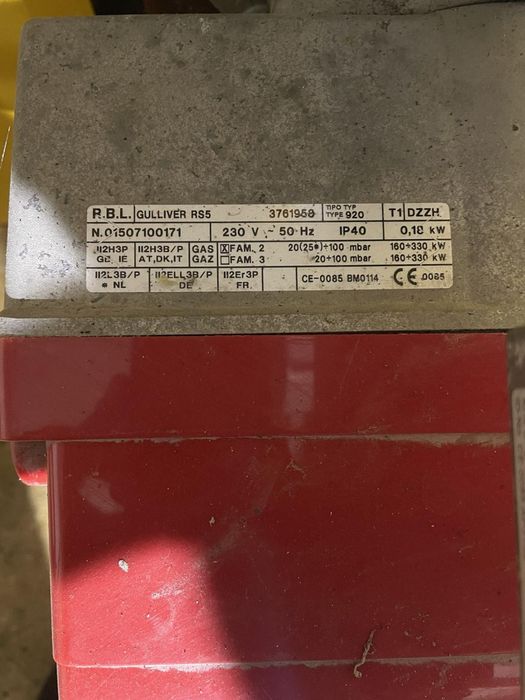 R.B.L. GULLIVER RS5 3761958 TIPO TYP TYPE 920 T1 DZZH
N.01507100171 230 V ~ 50 Hz IP40 0,18 kW
II2H3P II2H3B/P GAS X FAM. 2 20(25*)÷100 mbar 160÷330 kW
GB, IE AT,DK,IT GAZ FAM. 3 20÷100 mbar 160÷330 kW
II2L3B/P II2ELL3B/P II2Er3P CE-0085 BM0114 CE 0085
* NL DE FR